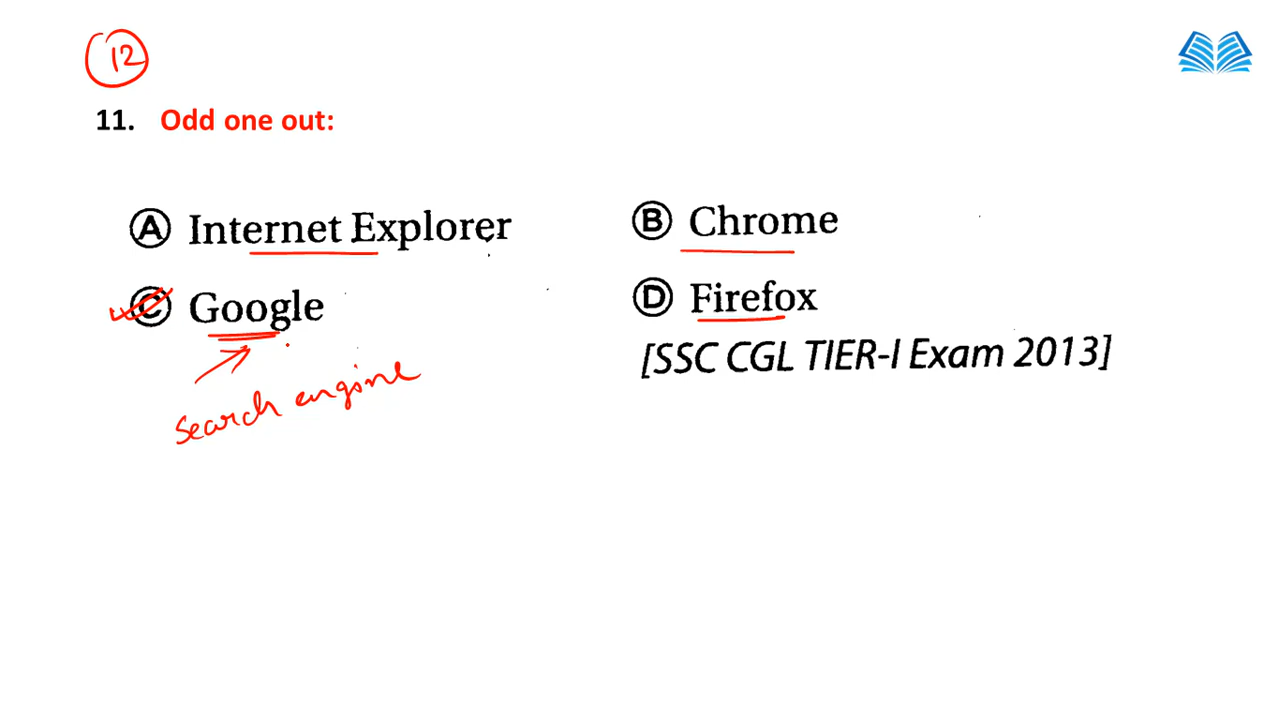 12
11. Odd one out:
Ⓐ Internet Explorer Ⓑ Chrome
Ⓒ Google Ⓓ Firefox
[SSC CGL TIER-I Exam 2013]
Search engine